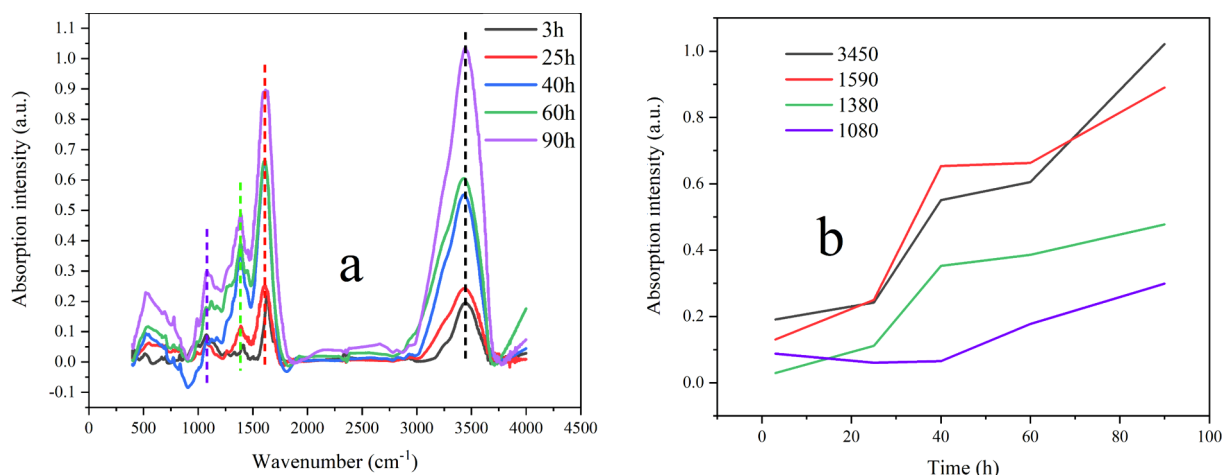 1.1
1.0
0.9
0.8
0.7
0.6
0.5
0.4
0.3
0.2
0.1
0.0
-0.1
Absorption intensity (a.u.)
3h
25h
40h
60h
90h
a
0 500 1000 1500 2000 2500 3000 3500 4000 4500
Wavenumber (cm⁻¹)
1.0
0.8
0.6
0.4
0.2
0.0
Absorption intensity (a.u.)
3450
1590
1380
1080
b
0 20 40 60 80 100
Time (h)